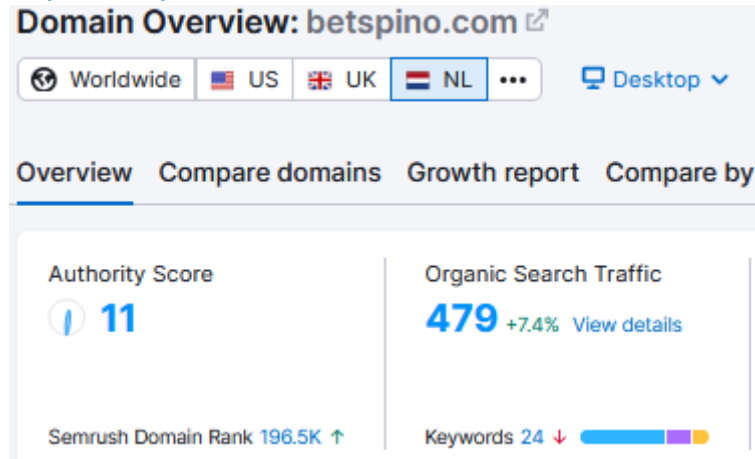 Domain Overview: betspino.com
Worldwide US UK NL ••• Desktop
Overview Compare domains Growth report Compare by
Authority Score
11
Semrush Domain Rank 196.5K ↑
Organic Search Traffic
479 +7.4% View details
Keywords 24 ↓